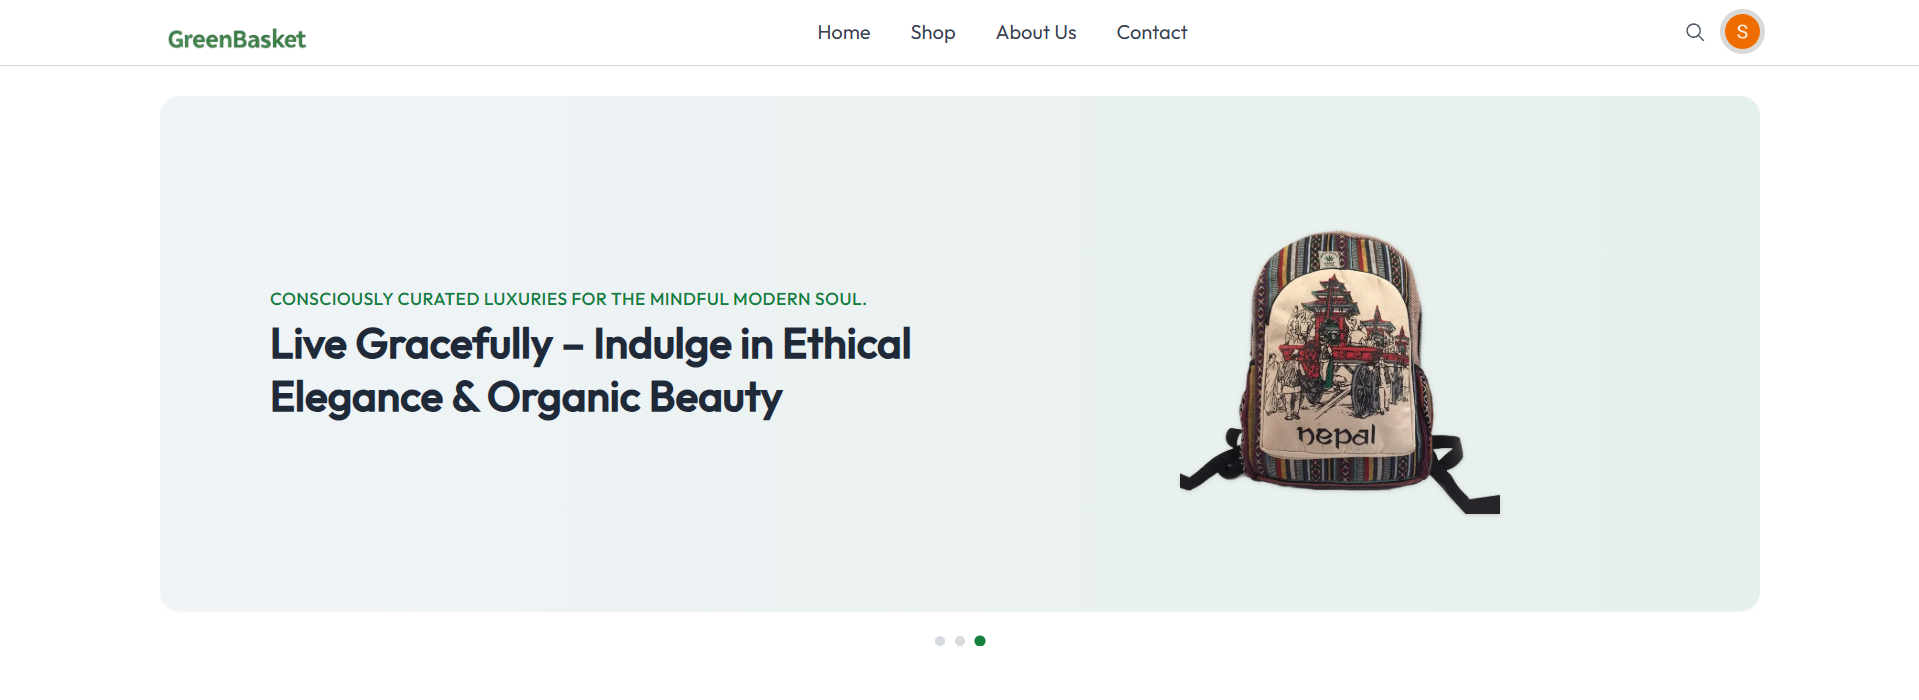 GreenBasket
Home
Shop
About Us
Contact
S
CONSCIOUSLY CURATED LUXURIES FOR THE MINDFUL MODERN SOUL.
Live Gracefully – Indulge in Ethical
Elegance & Organic Beauty
nepal